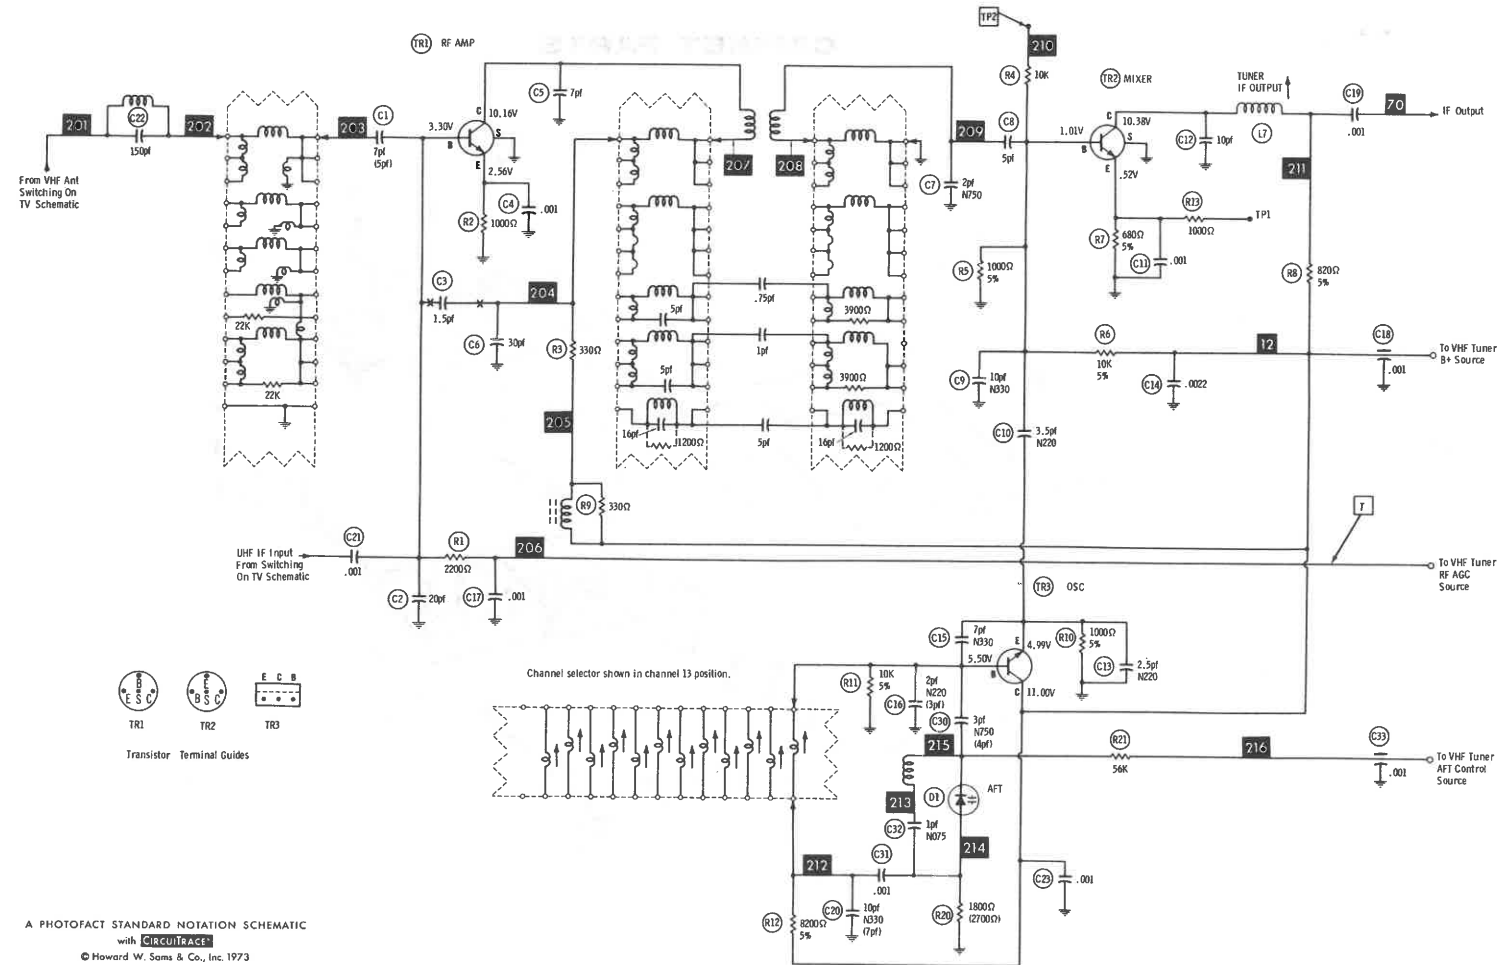 TP2
TR1 RF AMP
210
R4 10K
TR2 MIXER
TUNER
IF OUTPUT
C19
70
IF Output
.001
L7
C5 7pf
C 10.16V
3.30V
B
S
E
2.56V
201
C22
150pf
202
203
C1
7pf
(5pf)
From VHF Ant
Switching On
TV Schematic
207
208
209
C8
5pf
C
10.38V
1.01V
B
S
E
.52V
C12 10pf
211
C7 2pf
N750
C4 .001
R2 1000Ω
R13
1000Ω
TP1
R7 680Ω
5%
C11 .001
R5 1000Ω
5%
R8 820Ω
5%
C3
1.5pf
204
C6 30pf
R3 330Ω
5pf
.75pf
3900Ω
22K
5pf
1pf
3900Ω
22K
R6
10K
5%
12
C18
.001
To VHF Tuner
B+ Source
C9 10pf
N330
C14 .0022
205
16pf
1200Ω
5pf
16pf
1200Ω
C10 3.5pf
N220
R9 330Ω
T
UHF IF Input
From Switching
On TV Schematic
C21
.001
R1
2200Ω
206
To VHF Tuner
RF AGC
Source
C2 20pf
C17 .001
TR3 OSC
C15 7pf
N330
E
4.99V
5.50V
B
C 11.00V
R10 1000Ω
5%
C13 2.5pf
N220
Channel selector shown in channel 13 position.
R11 10K
5%
2pf
N220
C16 (3pf)
C30 3pf
N750
(4pf)
E B S C
TR1
B E S C
TR2
E C B
TR3
Transistor Terminal Guides
215
R21
56K
216
C33
.001
To VHF Tuner
AFT Control
Source
213
D1
AFT
C32 1pf
N075
214
212
C31
.001
C23 .001
R12 8200Ω
5%
C20 10pf
N330
(7pf)
R20 1800Ω
(2700Ω)
A PHOTOFACT STANDARD NOTATION SCHEMATIC
with CIRCUITRACE
© Howard W. Sams & Co., Inc. 1973